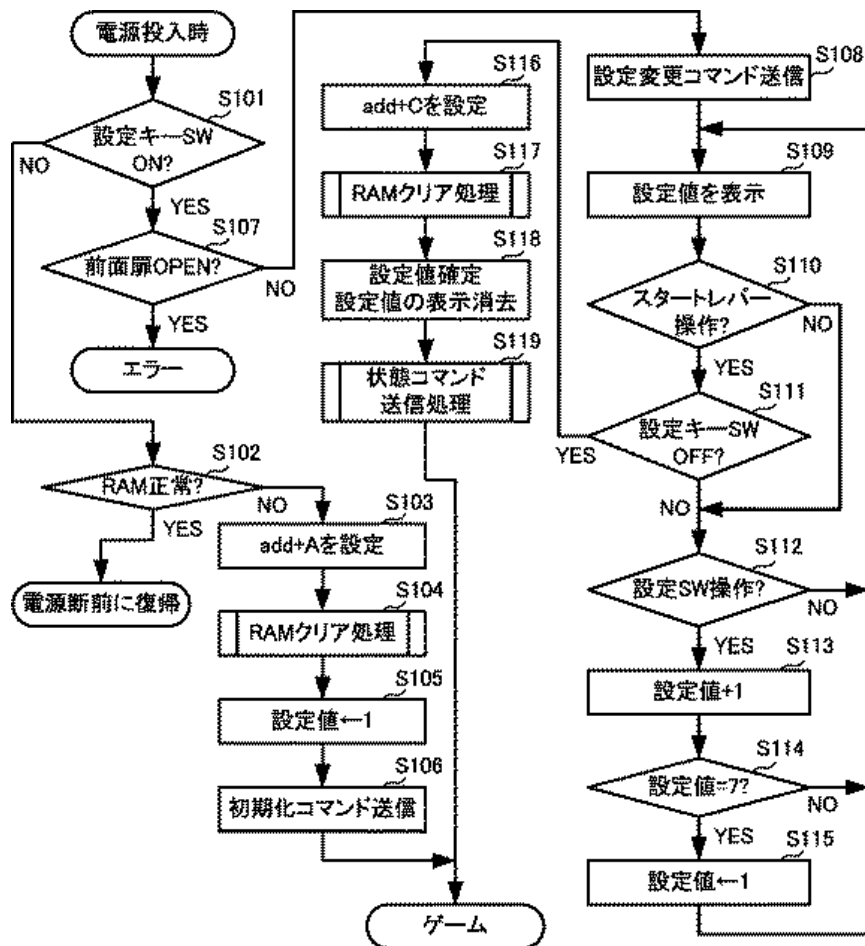 電源投入時
S101
設定キーSW
ON?
NO
YES
S107
前面扉OPEN?
NO
YES
エラー
S102
RAM正常?
NO
YES
電源断前に復帰
S103
add+Aを設定
S104
RAMクリア処理
S105
設定値←1
S106
初期化コマンド送信
S116
add+Cを設定
S117
RAMクリア処理
S118
設定値確定
設定値の表示消去
S119
状態コマンド
送信処理
ゲーム
S108
設定変更コマンド送信
S109
設定値を表示
S110
スタートレバー
操作?
NO
YES
S111
設定キーSW
OFF?
YES
NO
S112
設定SW操作?
NO
YES
S113
設定値+1
S114
設定値=7?
NO
YES
S115
設定値←1